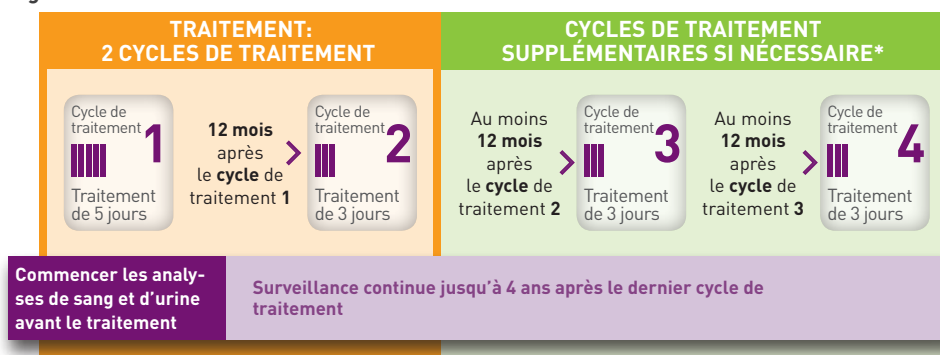 TRAITEMENT:
2 CYCLES DE TRAITEMENT
CYCLES DE TRAITEMENT
SUPPLÉMENTAIRES SI NÉCESSAIRE*
Cycle de
traitement 1
Traitement
de 5 jours
12 mois
après
le cycle de
traitement 1
Cycle de
traitement 2
Traitement
de 3 jours
Au moins
12 mois
après
le cycle de
traitement 2
Cycle de
traitement 3
Traitement
de 3 jours
Au moins
12 mois
après
le cycle de
traitement 3
Cycle de
traitement 4
Traitement
de 3 jours
Commencer les analy-
ses de sang et d'urine
avant le traitement
Surveillance continue jusqu'à 4 ans après le dernier cycle de
traitement